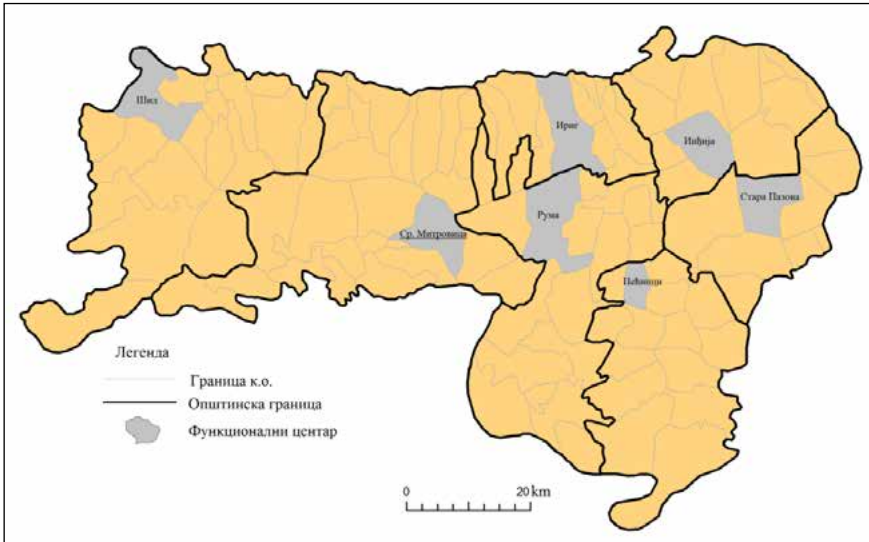 Шид
Ириг
Инђија
Стара Пазова
Рума
Ср. Митровица
Пећинци
Легенда
Граница к.о.
Општинска граница
Функционални центар
0 20 km